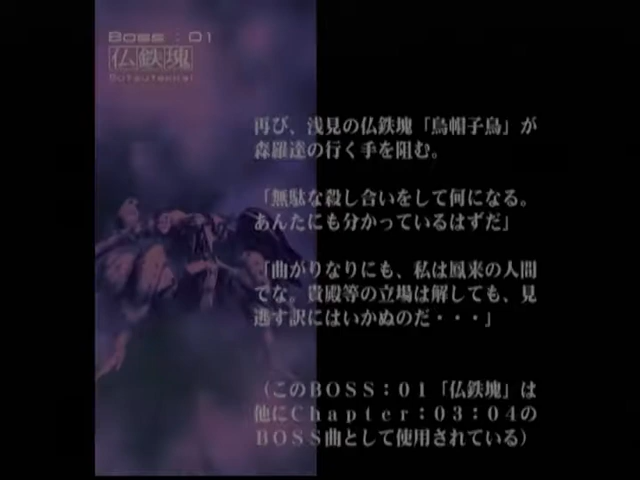 Boss：01
仏鉄塊
Butsutekkai
再び、浅見の仏鉄塊「烏帽子鳥」が
森羅達の行く手を阻む。
「無駄な殺し合いをして何になる。
あんたにも分かっているはずだ」
「曲がりなりにも、私は鳳来の人間
でな。貴殿等の立場は解しても、見
逃す訳にはいかぬのだ・・・」
（このＢＯＳＳ：０１「仏鉄塊」は
他にＣｈａｐｔｅｒ：０３：０４の
ＢＯＳＳ曲として使用されている）